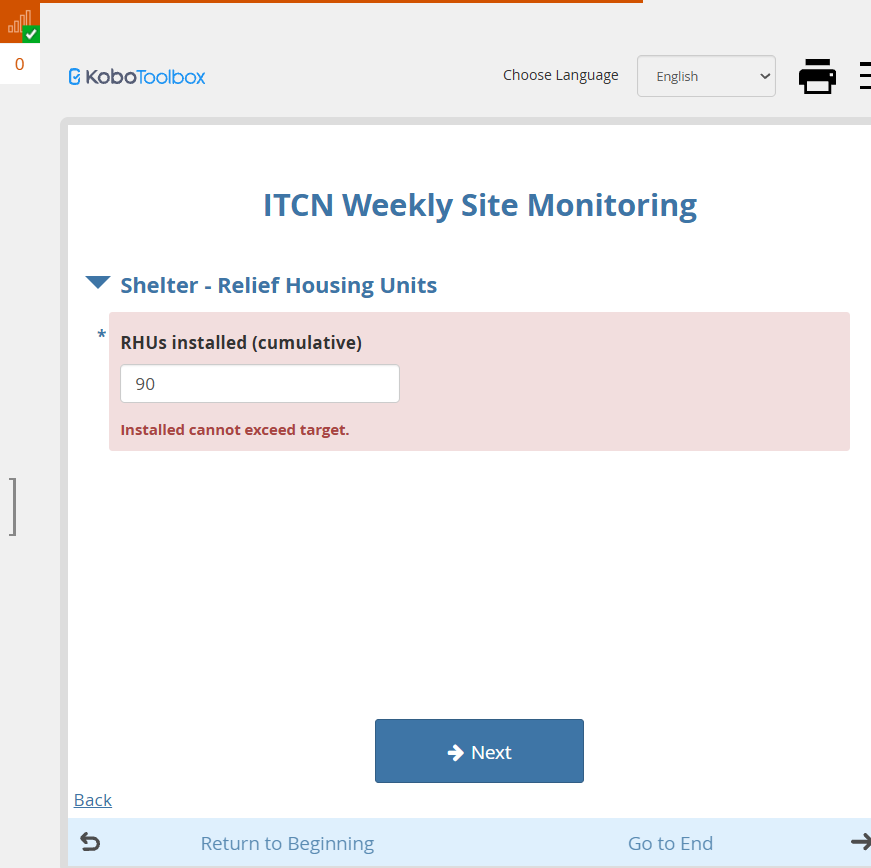 0
KoboToolbox
Choose Language
English
ITCN Weekly Site Monitoring
Shelter - Relief Housing Units
*
RHUs installed (cumulative)
90
Installed cannot exceed target.
Next
Back
Return to Beginning
Go to End